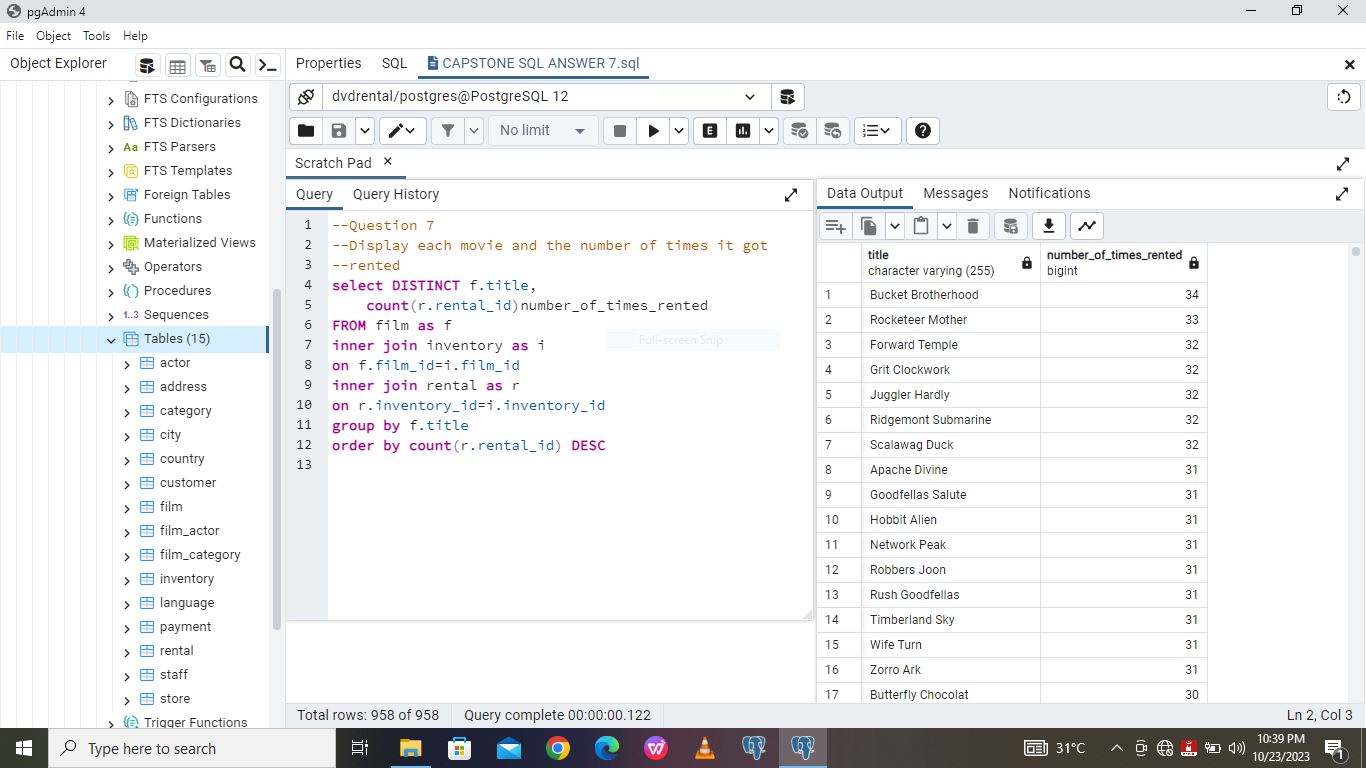 pgAdmin 4
File Object Tools Help
Object Explorer
Properties SQL CAPSTONE SQL ANSWER 7.sql
dvdrental/postgres@PostgreSQL 12
No limit
E
Scratch Pad
Query Query History
Data Output Messages Notifications
FTS Configurations
FTS Dictionaries
Aa FTS Parsers
FTS Templates
Foreign Tables
Functions
Materialized Views
Operators
Procedures
1..3 Sequences
Tables (15)
actor
address
category
city
country
customer
film
film_actor
film_category
inventory
language
payment
rental
staff
store
Trigger Functions
1 --Question 7
2 --Display each movie and the number of times it got
3 --rented
4 select DISTINCT f.title,
5 count(r.rental_id)number_of_times_rented
6 FROM film as f
7 inner join inventory as i
8 on f.film_id=i.film_id
9 inner join rental as r
10 on r.inventory_id=i.inventory_id
11 group by f.title
12 order by count(r.rental_id) DESC
13
Full-screen Snip
title number_of_times_rented
character varying (255) bigint
1 Bucket Brotherhood 34
2 Rocketeer Mother 33
3 Forward Temple 32
4 Grit Clockwork 32
5 Juggler Hardly 32
6 Ridgemont Submarine 32
7 Scalawag Duck 32
8 Apache Divine 31
9 Goodfellas Salute 31
10 Hobbit Alien 31
11 Network Peak 31
12 Robbers Joon 31
13 Rush Goodfellas 31
14 Timberland Sky 31
15 Wife Turn 31
16 Zorro Ark 31
17 Butterfly Chocolat 30
Total rows: 958 of 958 Query complete 00:00:00.122 Ln 2, Col 3
Type here to search
31°C
10:39 PM
10/23/2023
1